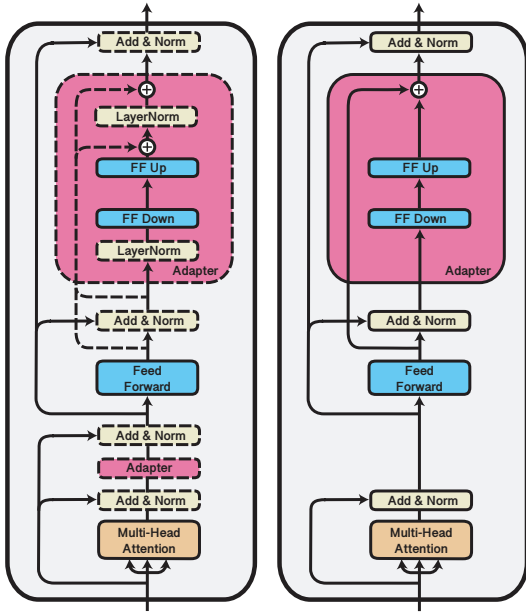 Add & Norm
LayerNorm
FF Up
FF Down
LayerNorm
Adapter
Add & Norm
Feed
Forward
Add & Norm
Adapter
Add & Norm
Multi-Head
Attention
Add & Norm
FF Up
FF Down
Adapter
Add & Norm
Feed
Forward
Add & Norm
Multi-Head
Attention